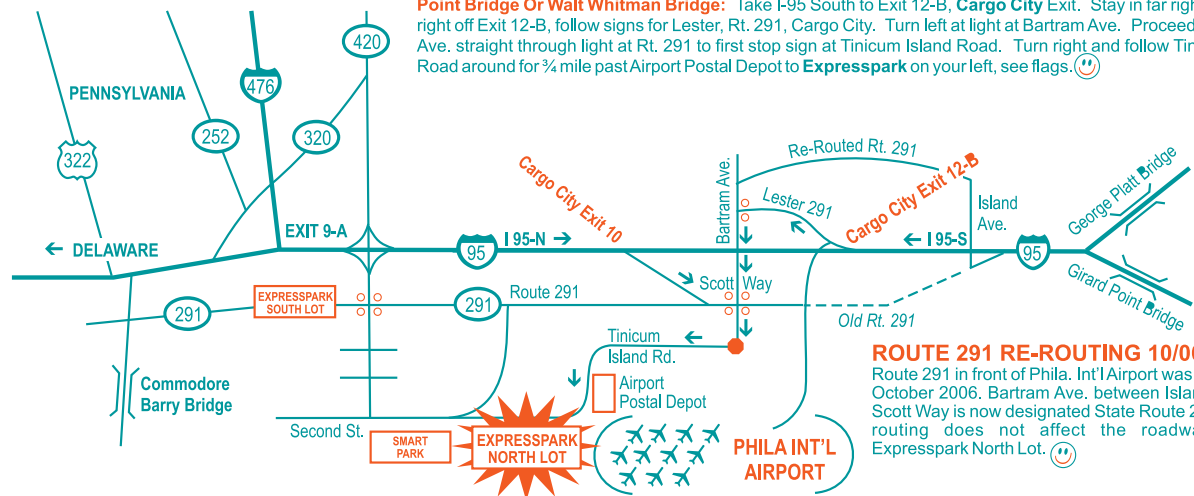 Point Bridge Or Walt Whitman Bridge: Take I-95 South to Exit 12-B, Cargo City Exit. Stay in far right
right off Exit 12-B, follow signs for Lester, Rt. 291, Cargo City. Turn left at light at Bartram Ave. Proceed
Ave. straight through light at Rt. 291 to first stop sign at Tinicum Island Road. Turn right and follow Tin
Road around for ¾ mile past Airport Postal Depot to Expresspark on your left, see flags.
420
476
PENNSYLVANIA
252
320
322
Re-Routed Rt. 291
Cargo City Exit 10
Bartram Ave.
Lester 291
Cargo City Exit 12-B
Island
Ave.
George Platt Bridge
EXIT 9-A
← DELAWARE
95
I 95-N →
← I 95-S
95
Girard Point Bridge
Scott Way
EXPRESSPARK
SOUTH LOT
291
291
Route 291
Old Rt. 291
Tinicum
Island Rd.
Commodore
Barry Bridge
Airport
Postal Depot
Second St.
SMART
PARK
EXPRESSPARK
NORTH LOT
PHILA INT'L
AIRPORT
ROUTE 291 RE-ROUTING 10/06
Route 291 in front of Phila. Int'l Airport was
October 2006. Bartram Ave. between Islan
Scott Way is now designated State Route 2
routing does not affect the roadwa
Expresspark North Lot.